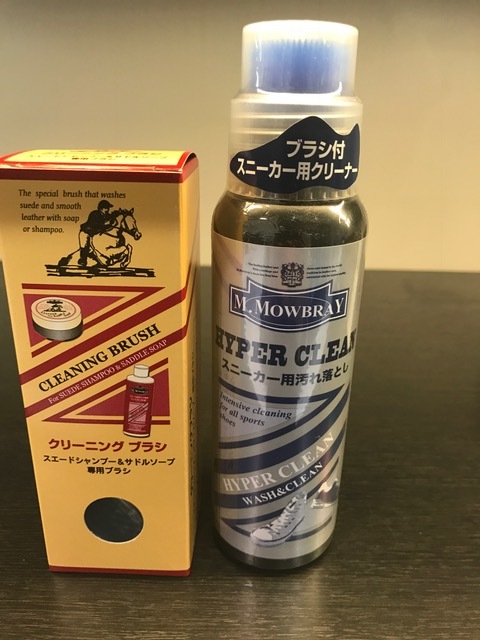 The special brush that washes
suede and smooth
leather with soap
or shampoo.
CLEANING BRUSH
For SUEDE SHAMPOO & SADDLE SOAP
クリーニング ブラシ
スエードシャンプー&サドルソープ
専用ブラシ
ブラシ付
スニーカー用クリーナー
M. MOWBRAY
HYPER CLEAN
スニーカー用汚れ落とし
intensive cleaning
for all sports
shoes
HYPER CLEAN
WASH&CLEAN